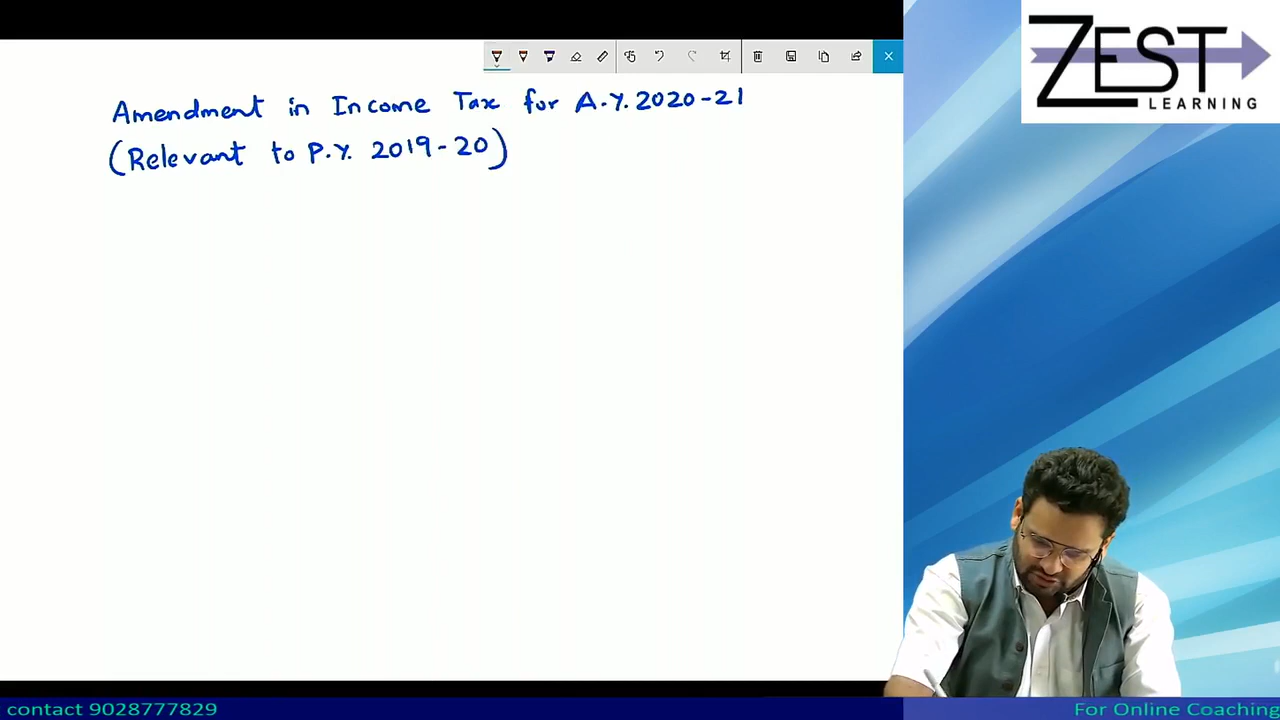 ZEST
LEARNING
Amendment in Income Tax for A.Y. 2020-21
(Relevant to P.Y. 2019-20)
contact 9028777829
For Online Coaching